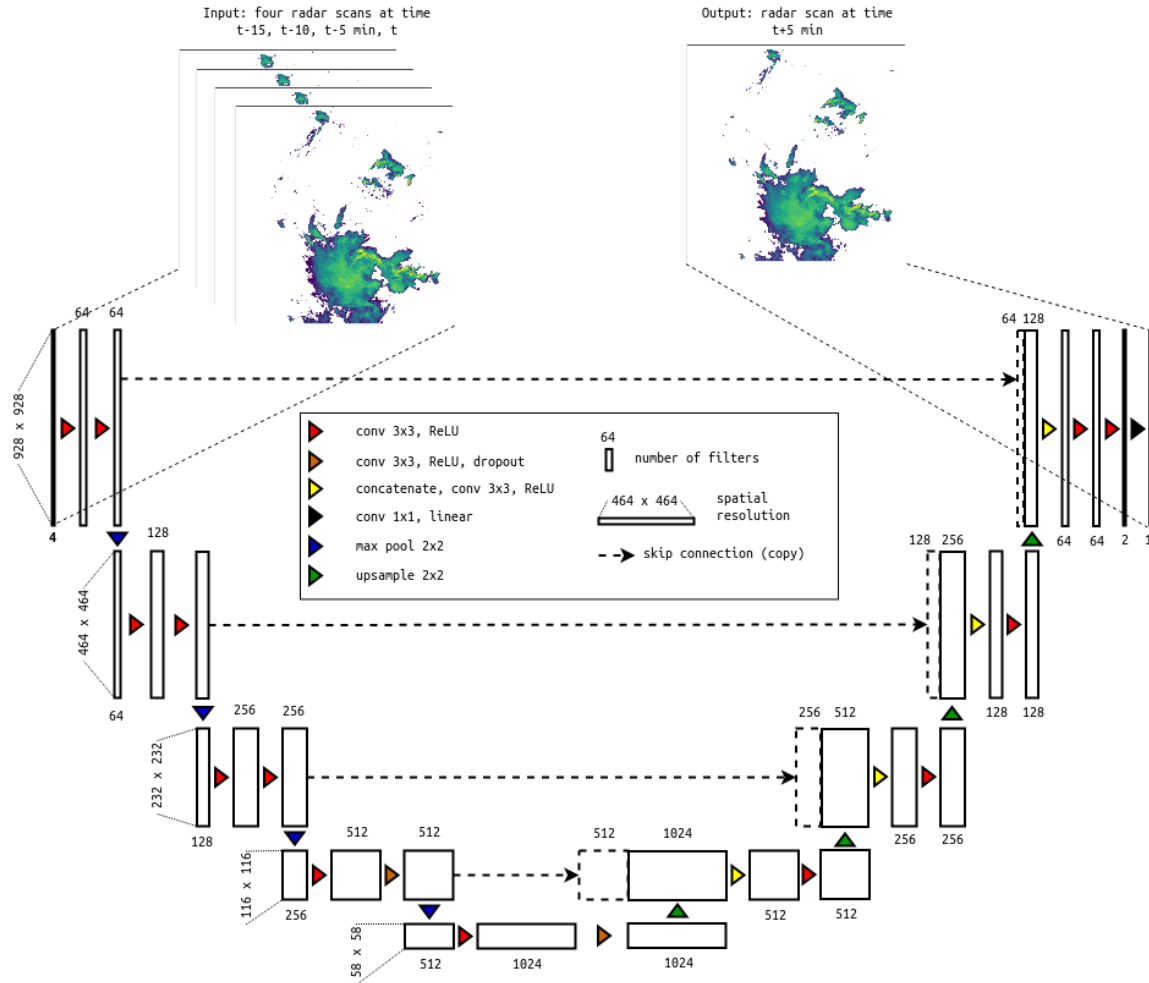 Input: four radar scans at time
t-15, t-10, t-5 min, t
Output: radar scan at time
t+5 min
64 64
928 x 928
4
64 128
64 64 2 1
conv 3x3, ReLU
conv 3x3, ReLU, dropout
concatenate, conv 3x3, ReLU
conv 1x1, linear
max pool 2x2
upsample 2x2
64
number of filters
464 x 464
spatial
resolution
skip connection (copy)
128
464 x 464
64
128 256
128 128
256 256
232 x 232
128
256 512
256 256
512 512
116 x 116
256
512 1024
512 512
58 x 58
512 1024 1024